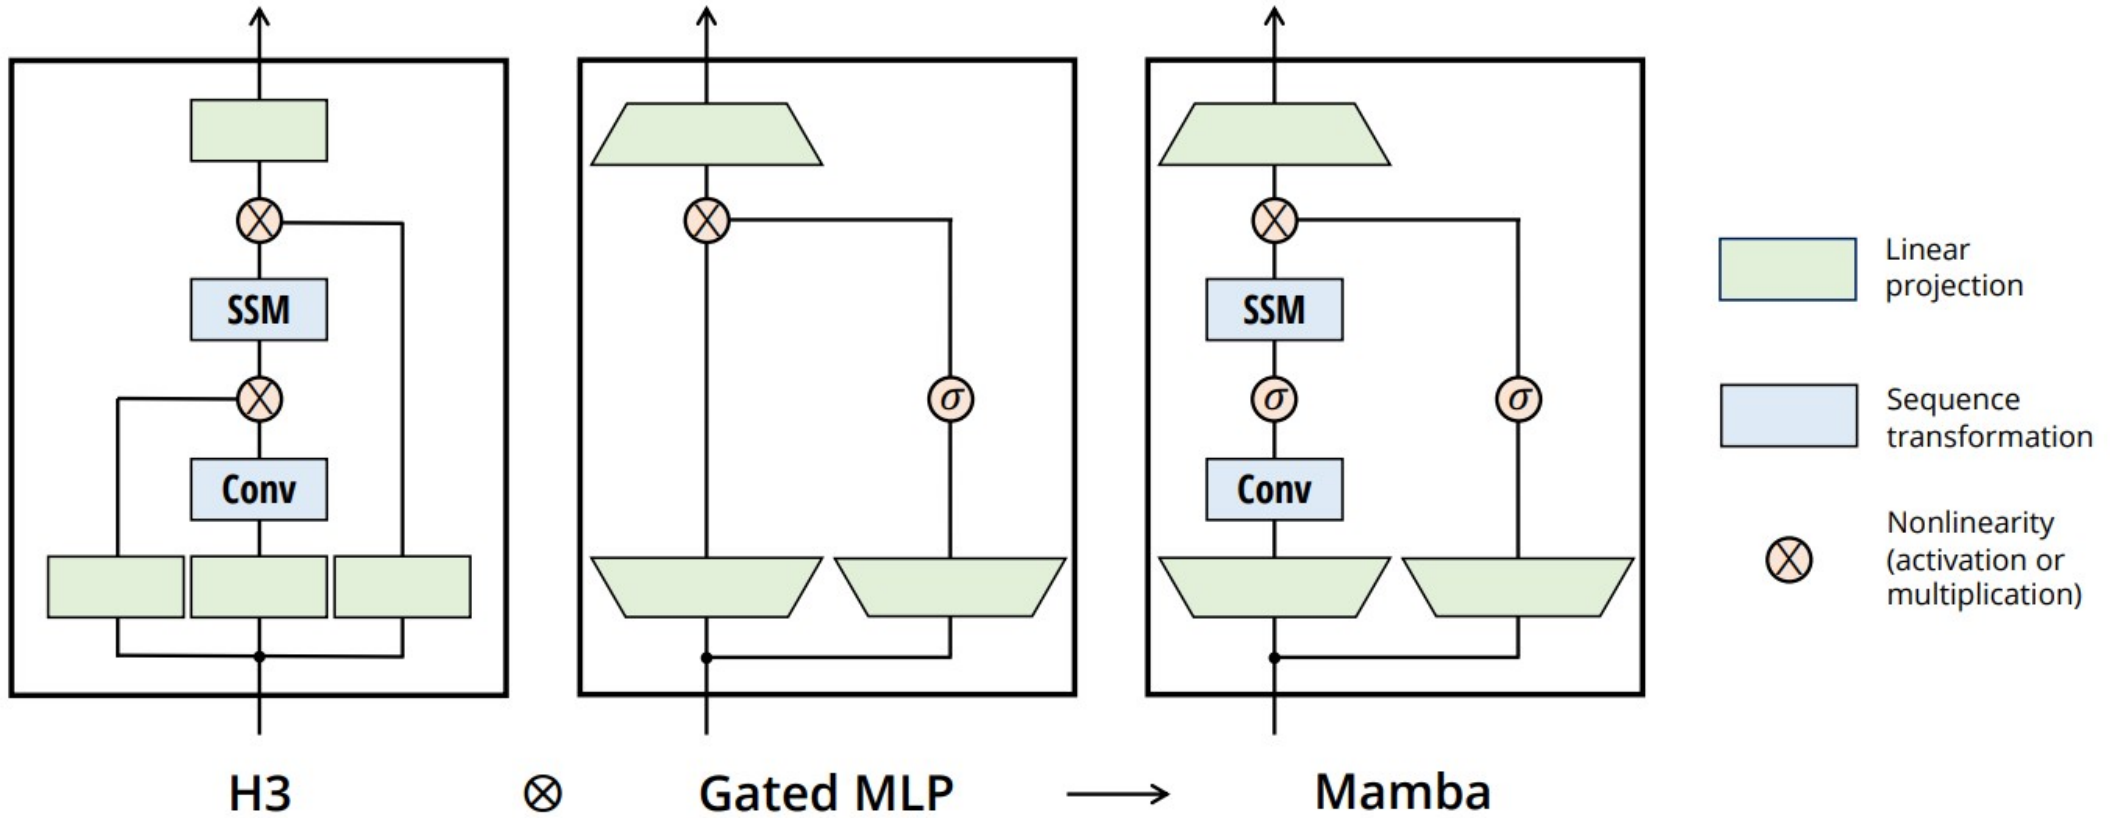 SSM
Conv
σ
SSM
σ
σ
Conv
Linear
projection
Sequence
transformation
Nonlinearity
(activation or
multiplication)
H3 ⊗ Gated MLP → Mamba